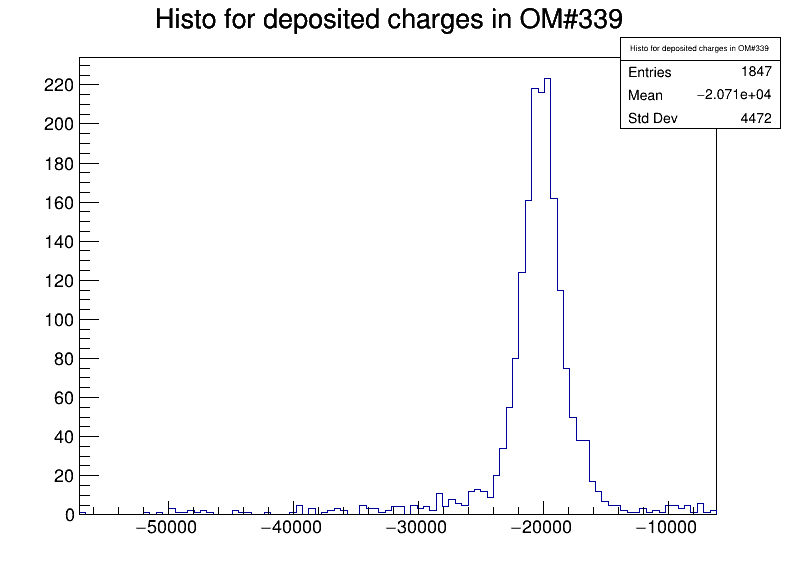 Histo for deposited charges in OM#339
Histo for deposited charges in OM#339
Entries 1847
Mean −2.071e+04
Std Dev 4472
220
200
180
160
140
120
100
80
60
40
20
0
−50000 −40000 −30000 −20000 −10000